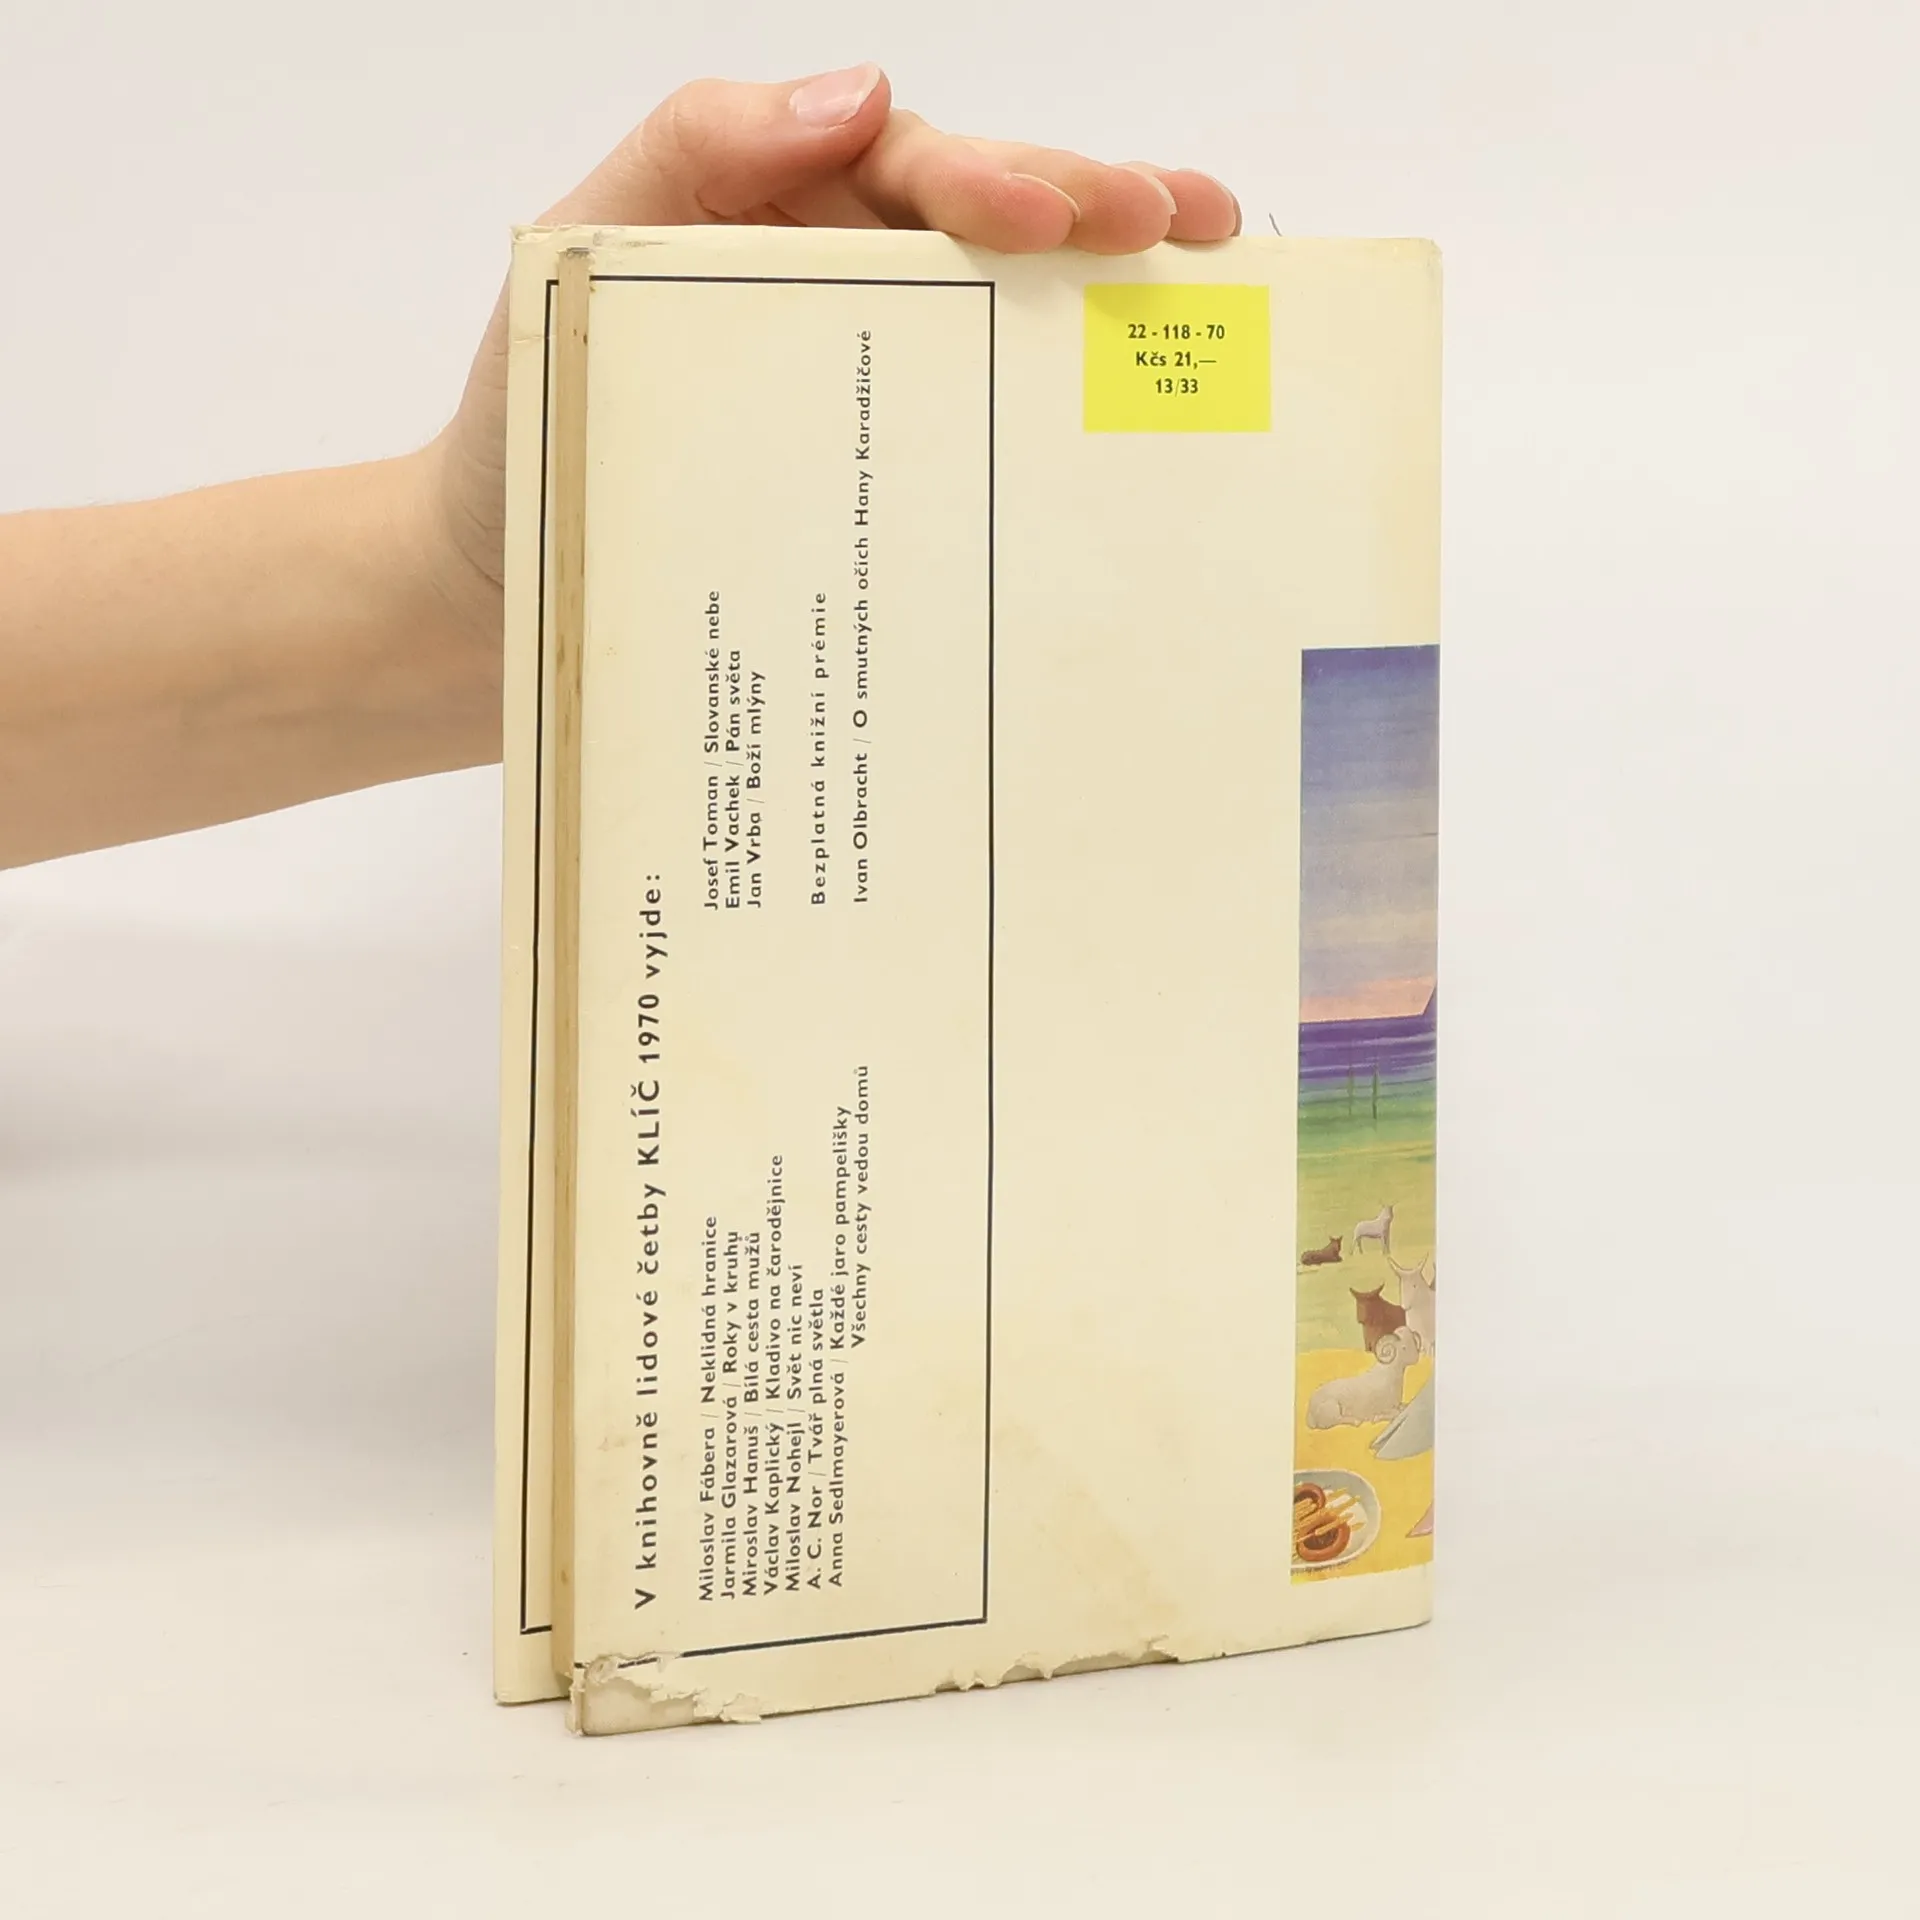 22 - 118 - 70
Kčs 21,—
13/33
V knihovně lidové četby KLÍČ 1970 vyjde:
Miloslav Fábera / Neklidná hranice
Jarmila Glazarová / Roky v kruhu
Miroslav Hanuš / Bílá cesta mužů
Václav Kaplický / Kladivo na čarodějnice
Miloslav Nohejl / Svět nic neví
A. C. Nor / Tvář plná světla
Anna Sedlmayerová / Každé jaro pampelišky
Všechny cesty vedou domů
Josef Toman / Slovanské nebe
Emil Vachek / Pán světa
Jan Vrba / Boží mlýny
Bezplatná knižní prémie
Ivan Olbracht / O smutných očích Hany Karadžičové